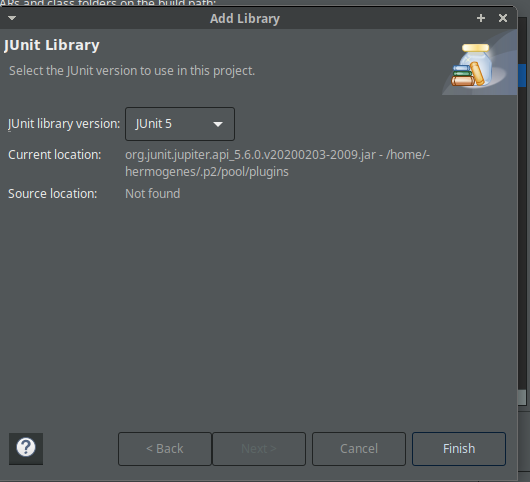 ARs and class folders on the build path:
Add Library
JUnit Library
Select the JUnit version to use in this project.
JUnit library version: JUnit 5
Current location: org.junit.jupiter.api_5.6.0.v20200203-2009.jar - /home/-
hermogenes/.p2/pool/plugins
Source location: Not found
< Back Next > Cancel Finish